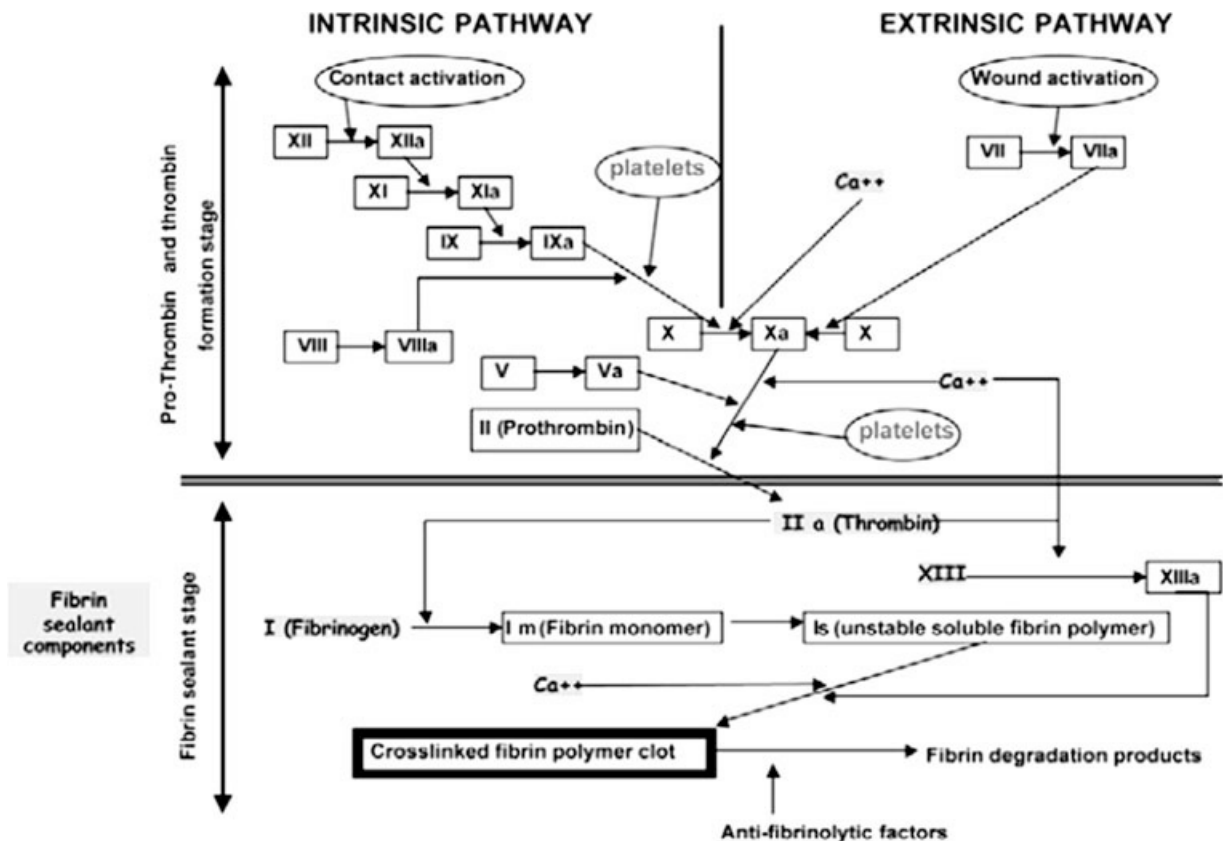 INTRINSIC PATHWAY
EXTRINSIC PATHWAY
Contact activation
Wound activation
XII
XIIa
VII
VIIa
platelets
XI
XIa
Ca++
IX
IXa
Pro-Thrombin and thrombin
formation stage
X
Xa
X
VIII
VIIIa
V
Va
Ca++
II (Prothrombin)
platelets
II a (Thrombin)
XIII
XIIIa
Fibrin
sealant
components
Fibrin sealant stage
I (Fibrinogen)
I m (Fibrin monomer)
Is (unstable soluble fibrin polymer)
Ca++
Crosslinked fibrin polymer clot
Fibrin degradation products
Anti-fibrinolytic factors